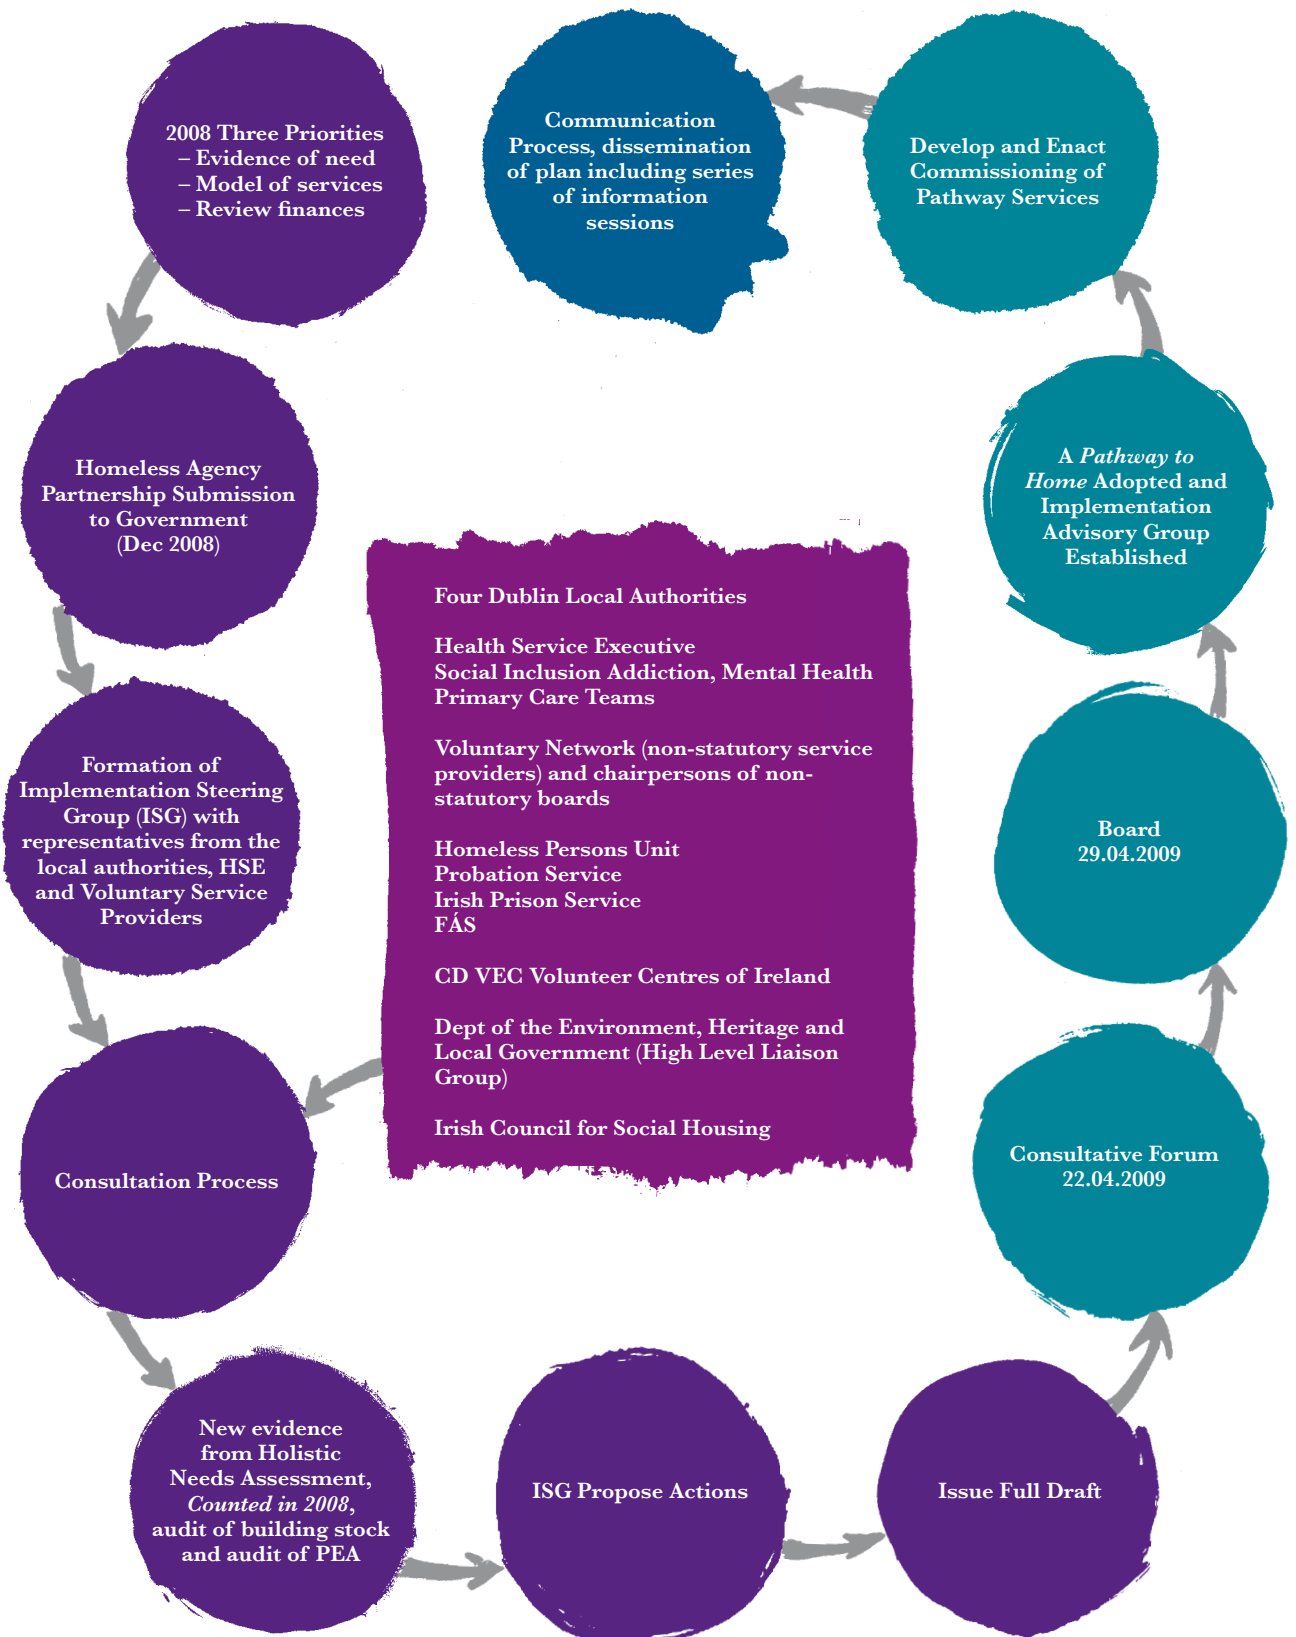 2008 Three Priorities
– Evidence of need
– Model of services
– Review finances
Homeless Agency
Partnership Submission
to Government
(Dec 2008)
Formation of
Implementation Steering
Group (ISG) with
representatives from the
local authorities, HSE
and Voluntary Service
Providers
Consultation Process
Four Dublin Local Authorities
Health Service Executive
Social Inclusion Addiction, Mental Health
Primary Care Teams
Voluntary Network (non-statutory service
providers) and chairpersons of non-
statutory boards
Homeless Persons Unit
Probation Service
Irish Prison Service
FÁS
CD VEC Volunteer Centres of Ireland
Dept of the Environment, Heritage and
Local Government (High Level Liaison
Group)
Irish Council for Social Housing
New evidence
from Holistic
Needs Assessment,
Counted in 2008,
audit of building stock
and audit of PEA
ISG Propose Actions
Issue Full Draft
Consultative Forum
22.04.2009
Board
29.04.2009
A Pathway to
Home Adopted and
Implementation
Advisory Group
Established
Develop and Enact
Commissioning of
Pathway Services
Communication
Process, dissemination
of plan including series
of information
sessions